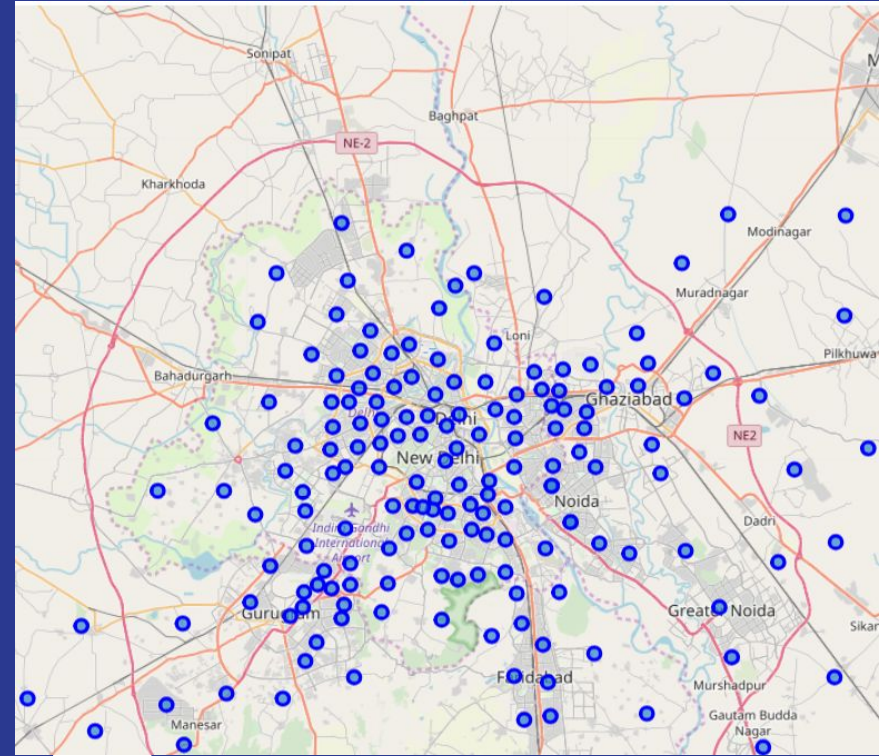 Sonipat
Baghpat
NE-2
Kharkhoda
Modinagar
Muradnagar
Loni
Pilkhuwa
Bahadurgarh
Ghaziabad
Delhi
NE2
New Delhi
Noida
Dadri
Indira Gandhi
International
Airport
Gurugram
Greater Noida
Sikar
Faridabad
Murshadpur
Manesar
Gautam Budda
Nagar